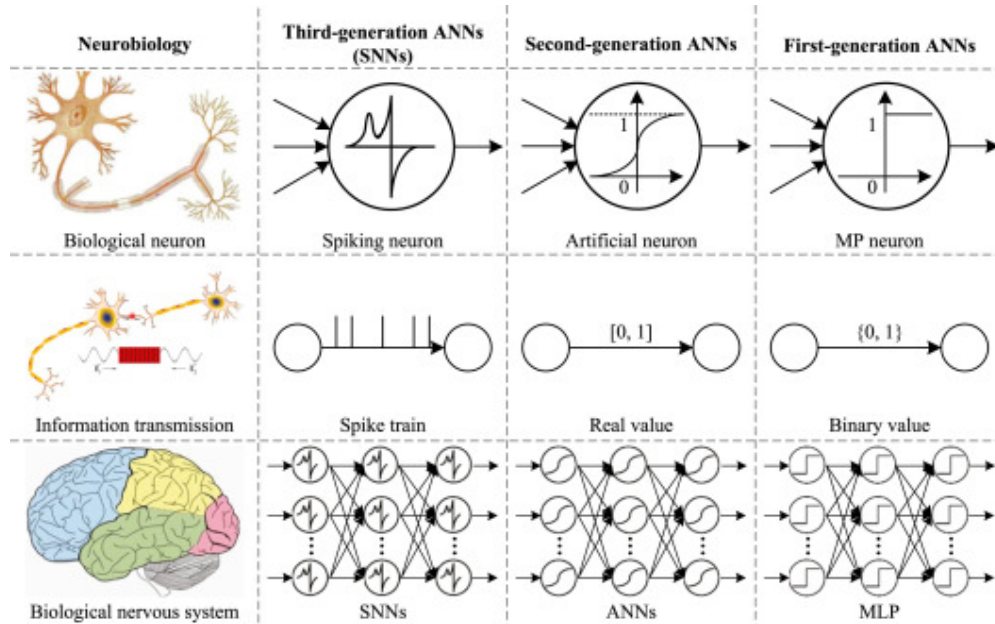 Neurobiology
Third-generation ANNs
(SNNs)
Second-generation ANNs
First-generation ANNs
1
0
1
0
Biological neuron
Spiking neuron
Artificial neuron
MP neuron
[0, 1]
{0, 1}
Information transmission
Spike train
Real value
Binary value
Biological nervous system
SNNs
ANNs
MLP